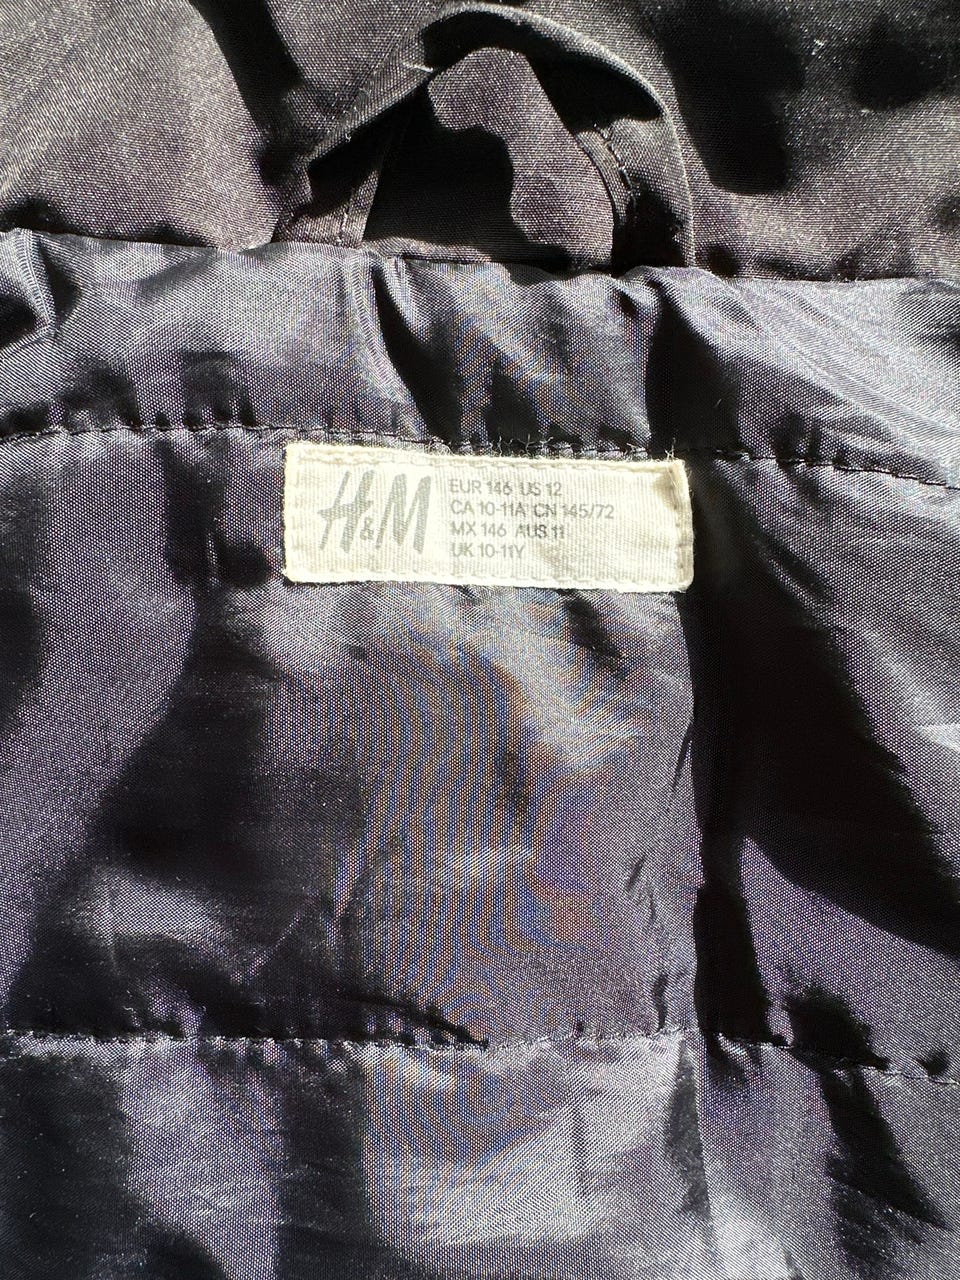 H&M
EUR 146 US 12
CA 10-11A CN 145/72
MX 146 AUS 11
UK 10-11Y